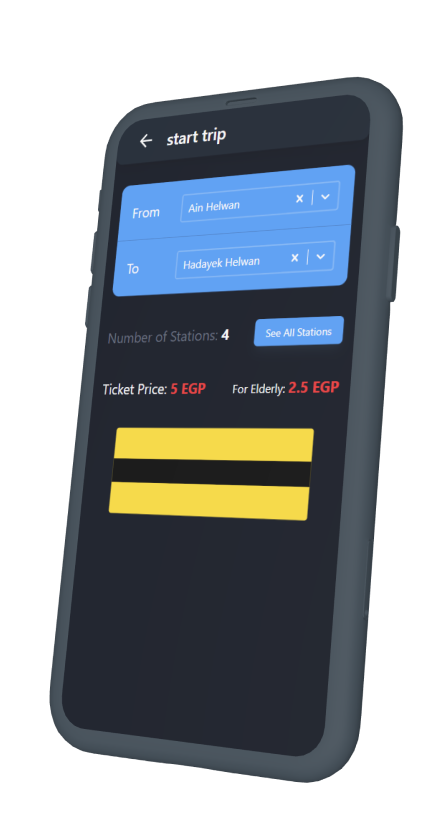 start trip
From Ain Helwan x
To Hadayek Helwan x
Number of Stations: 4 See All Stations
Ticket Price: 5 EGP For Elderly: 2.5 EGP